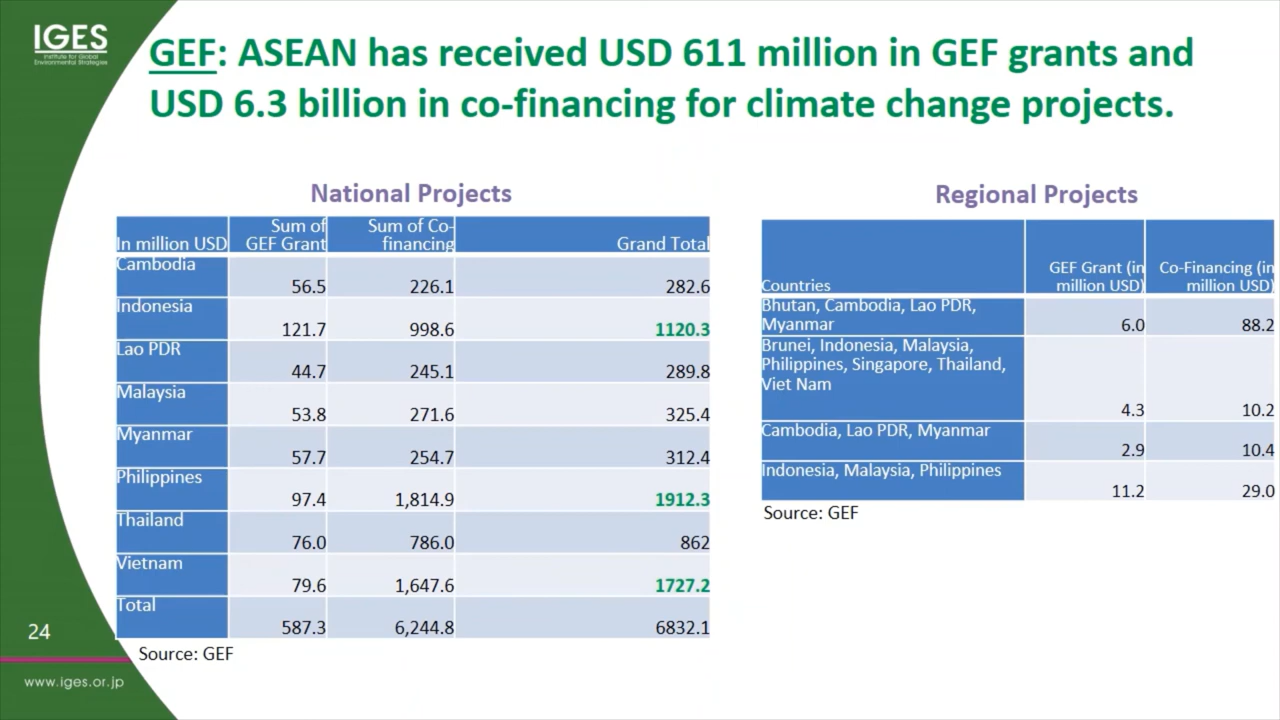 IGES
Institute for Global
Environmental Strategies
GEF: ASEAN has received USD 611 million in GEF grants and
USD 6.3 billion in co-financing for climate change projects.
National Projects
In million USD Sum of GEF Grant Sum of Co-financing Grand Total
Cambodia 56.5 226.1 282.6
Indonesia 121.7 998.6 1120.3
Lao PDR 44.7 245.1 289.8
Malaysia 53.8 271.6 325.4
Myanmar 57.7 254.7 312.4
Philippines 97.4 1,814.9 1912.3
Thailand 76.0 786.0 862
Vietnam 79.6 1,647.6 1727.2
Total 587.3 6,244.8 6832.1
Source: GEF
Regional Projects
Countries GEF Grant (in million USD) Co-Financing (in million USD)
Bhutan, Cambodia, Lao PDR,
Myanmar 6.0 88.2
Brunei, Indonesia, Malaysia,
Philippines, Singapore, Thailand,
Viet Nam 4.3 10.2
Cambodia, Lao PDR, Myanmar 2.9 10.4
Indonesia, Malaysia, Philippines 11.2 29.0
Source: GEF
24
www.iges.or.jp